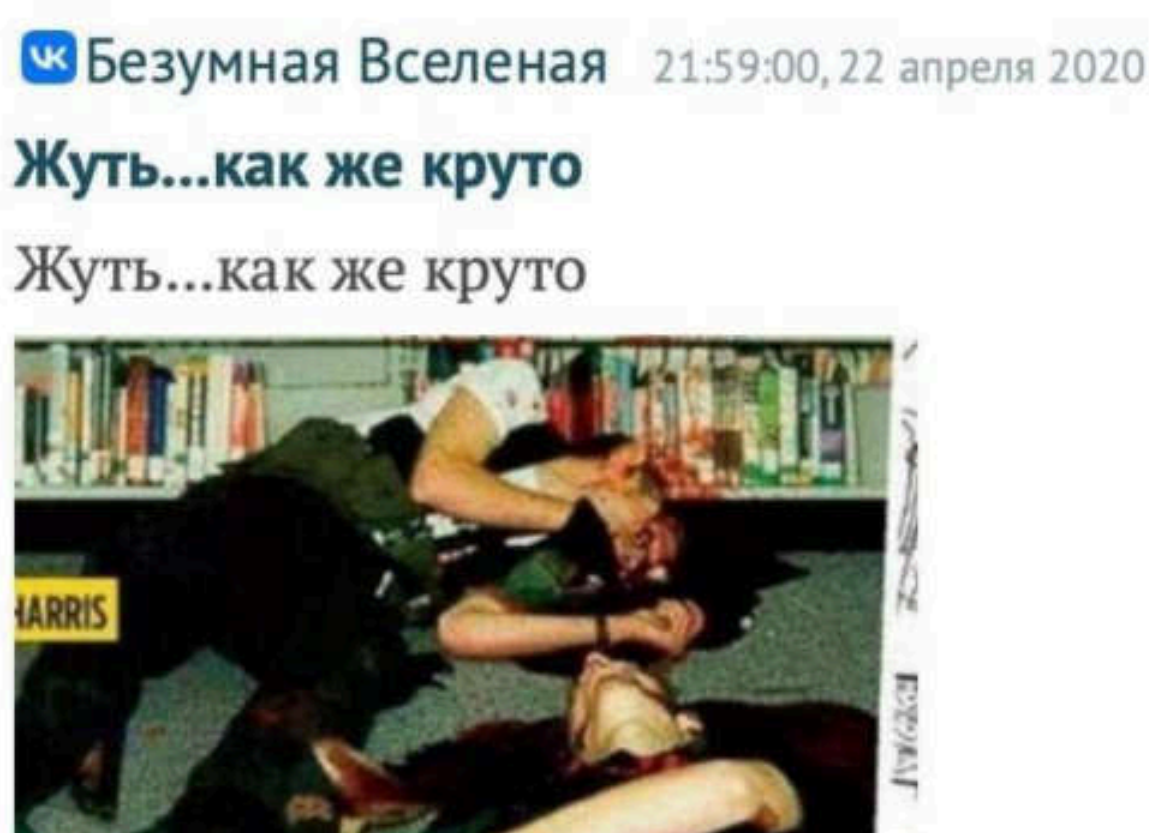 Безумная Вселеная 21:59:00, 22 апреля 2020
Жуть...как же круто
Жуть...как же круто
HARRIS